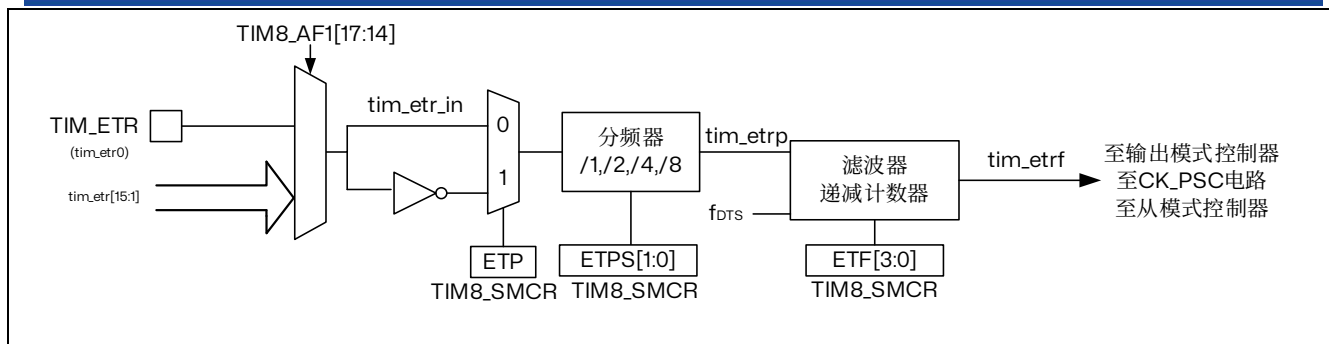 TIM8_AF1[17:14]
TIM_ETR
(tim_etr0)
tim_etr[15:1]
tim_etr_in
0
1
ETP
TIM8_SMCR
分频器
/1,/2,/4,/8
ETPS[1:0]
TIM8_SMCR
tim_etrp
fDTS
滤波器
递减计数器
ETF[3:0]
TIM8_SMCR
tim_etrf
至输出模式控制器
至CK_PSC电路
至从模式控制器